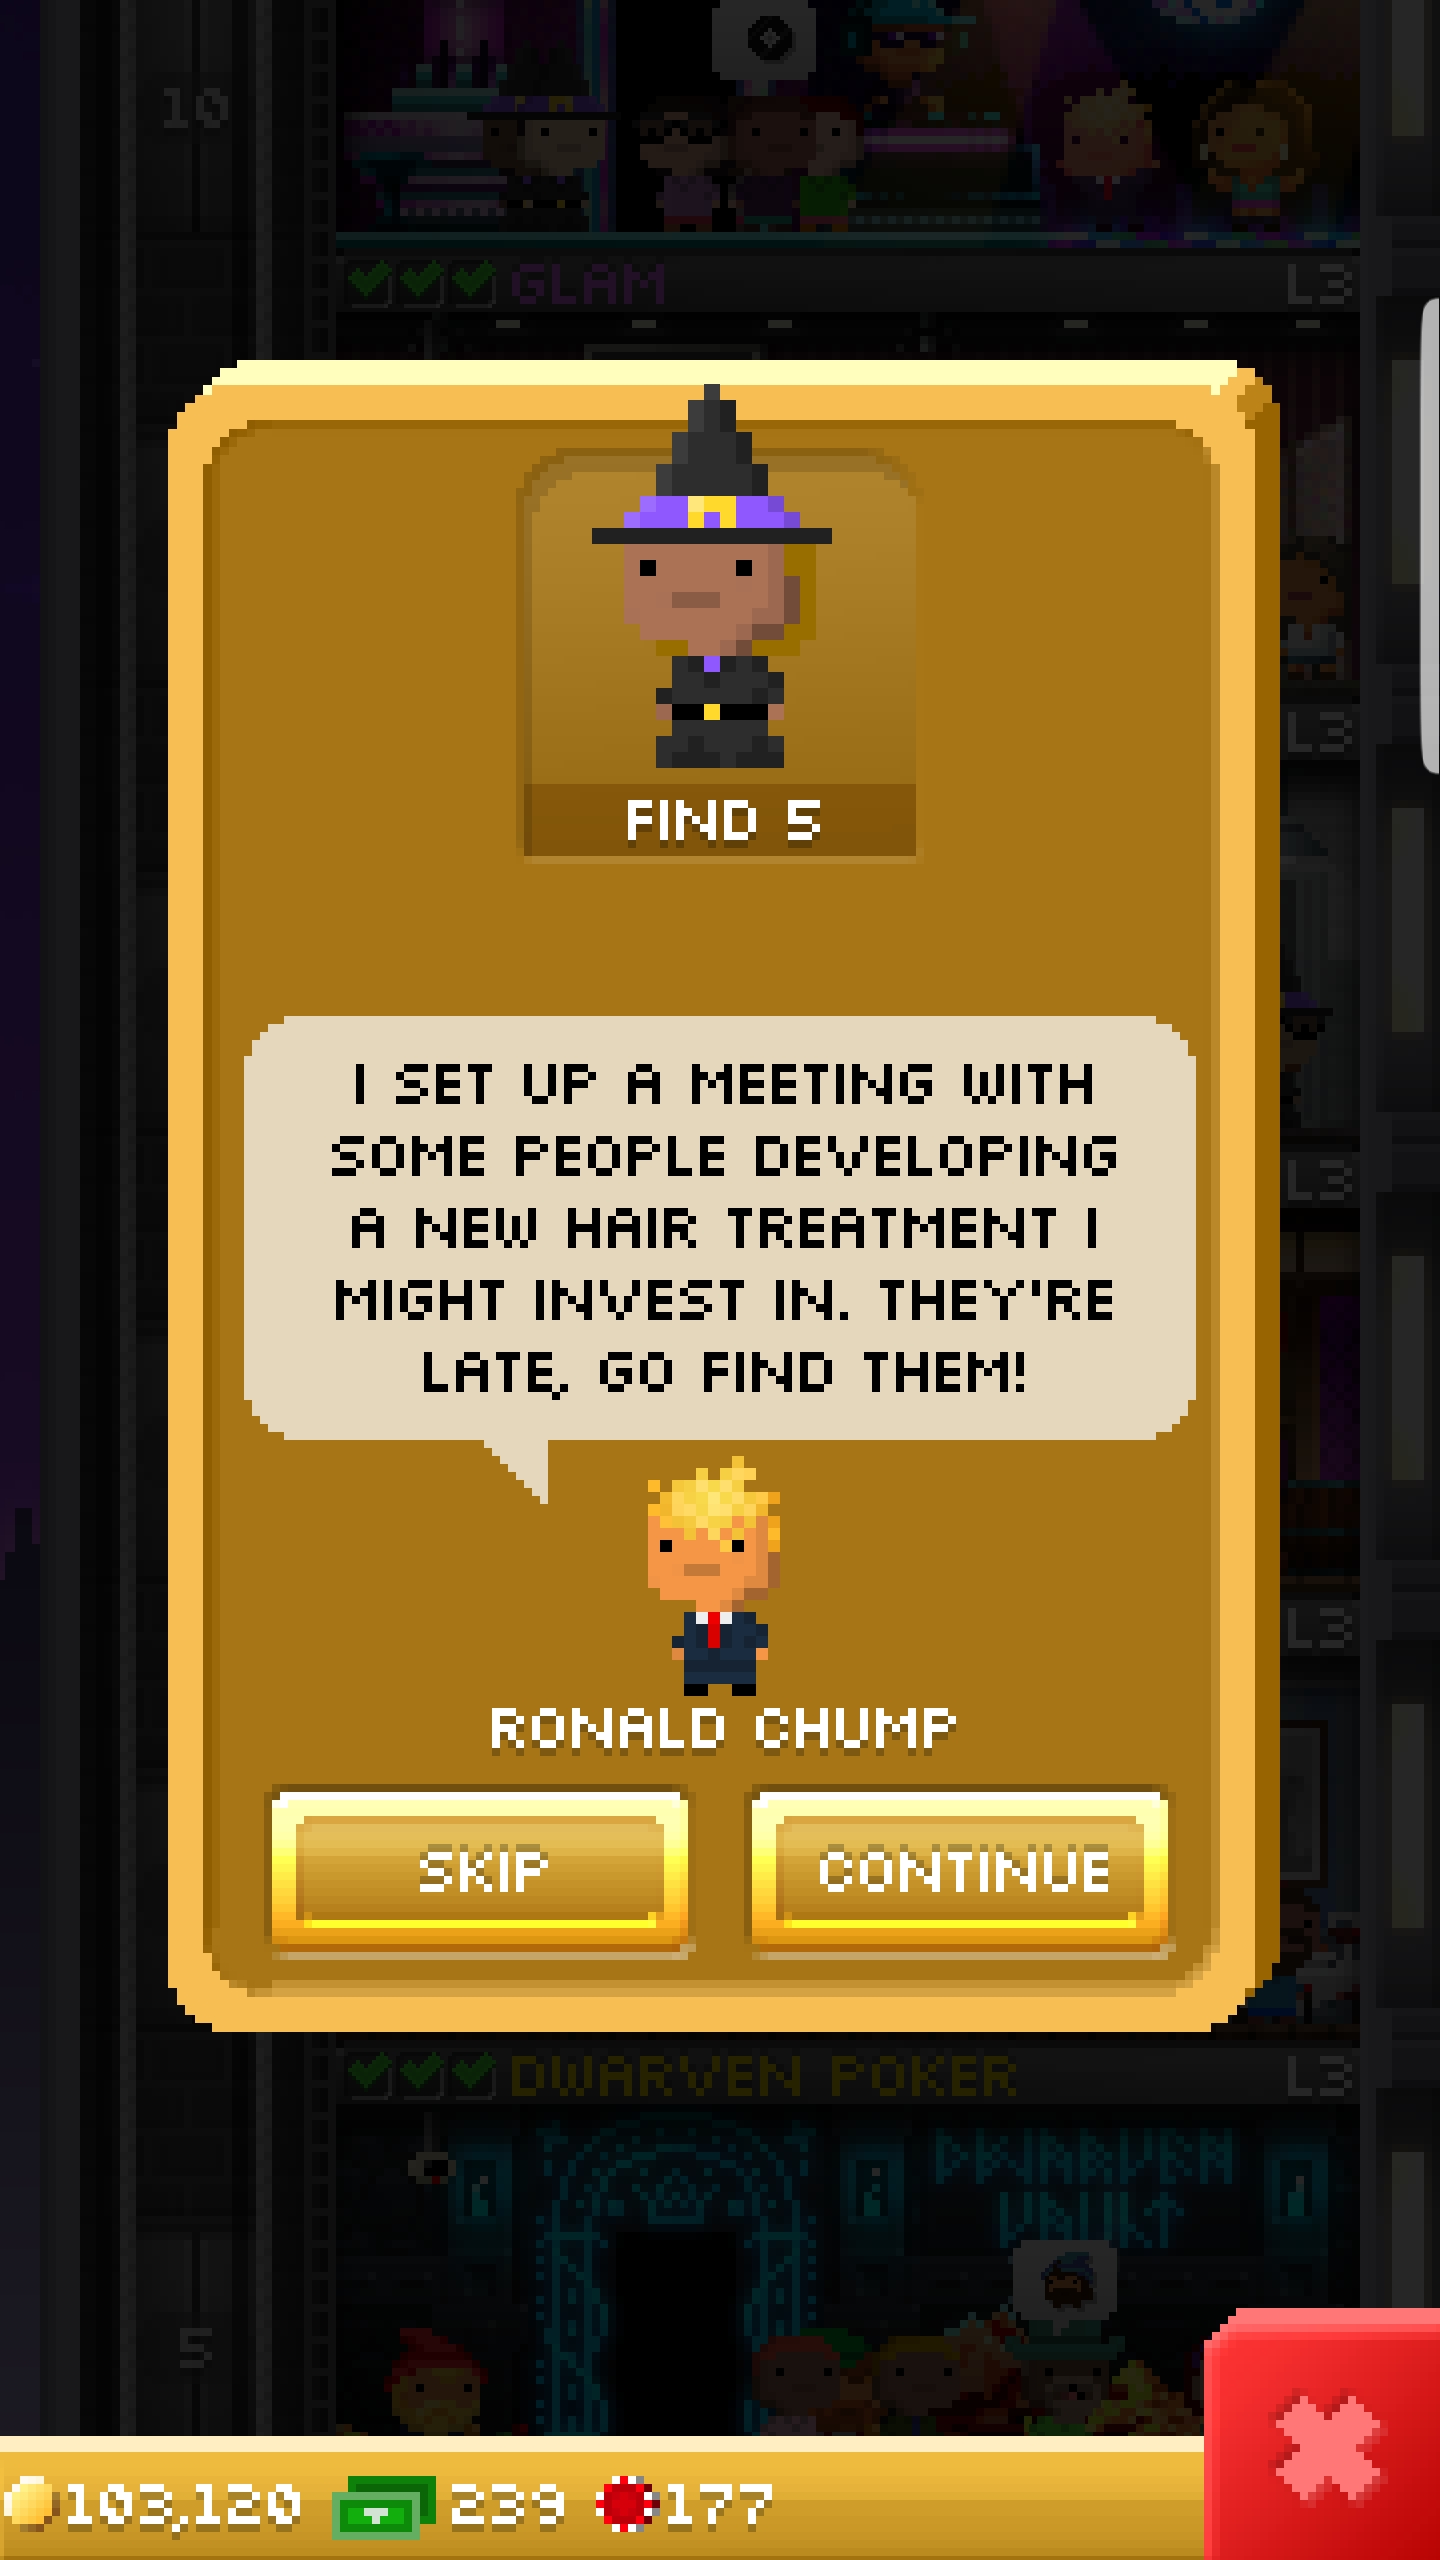 10
GLAM
L3
L3
FIND 5
I SET UP A MEETING WITH
SOME PEOPLE DEVELOPING
A NEW HAIR TREATMENT I
MIGHT INVEST IN. THEY'RE
LATE, GO FIND THEM!
L3
L3
RONALD CHUMP
SKIP
CONTINUE
DWARVEN POKER
L3
5
103,120
239
177